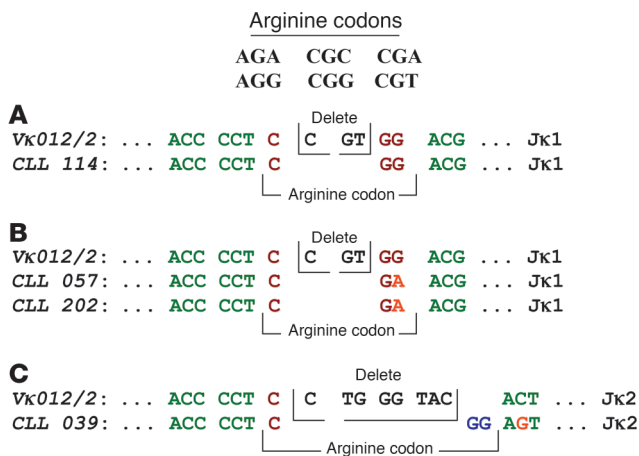 Arginine codons
AGA CGC CGA
AGG CGG CGT
A
Delete
Vκ012/2: ... ACC CCT C C GT GG ACG ... Jκ1
CLL 114: ... ACC CCT C GG ACG ... Jκ1
Arginine codon
B
Delete
Vκ012/2: ... ACC CCT C C GT GG ACG ... Jκ1
CLL 057: ... ACC CCT C GA ACG ... Jκ1
CLL 202: ... ACC CCT C GA ACG ... Jκ1
Arginine codon
C
Delete
Vκ012/2: ... ACC CCT C C TG GG TAC ACT ... Jκ2
CLL 039: ... ACC CCT C GG AGT ... Jκ2
Arginine codon